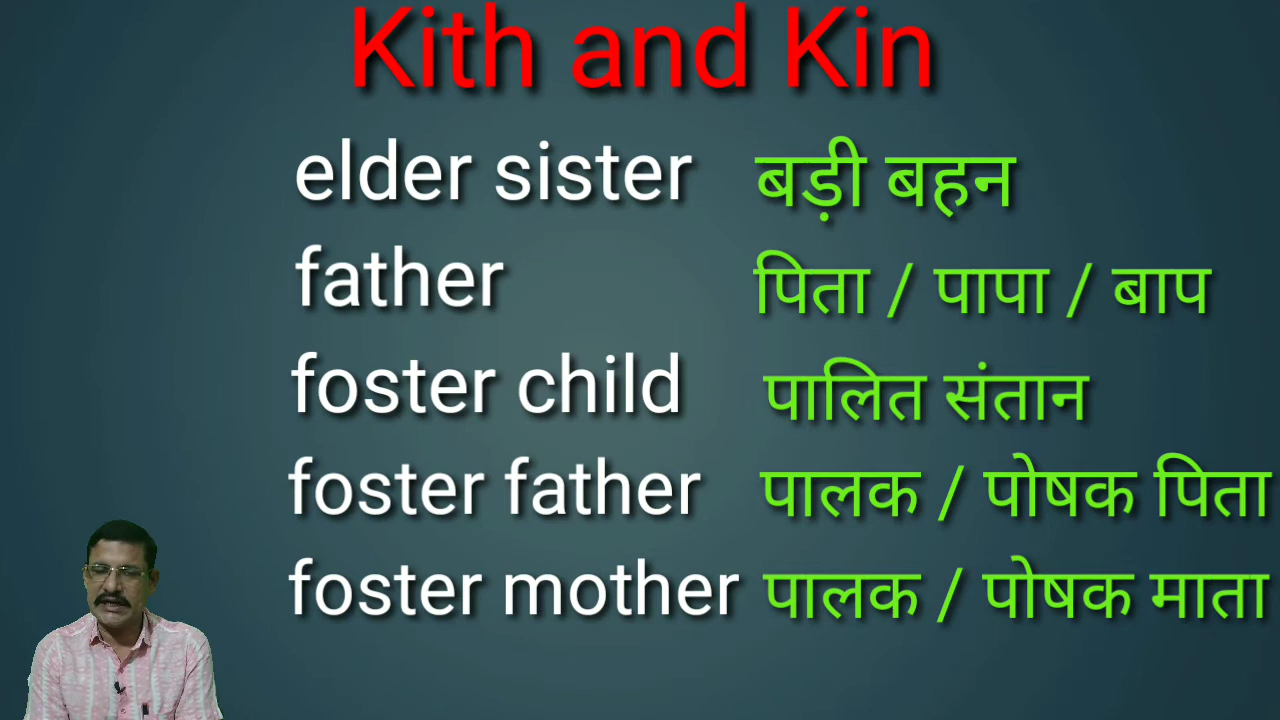 Kith and Kin
elder sister बड़ी बहन
father पिता / पापा / बाप
foster child पालित संतान
foster father पालक / पोषक पिता
foster mother पालक / पोषक माता